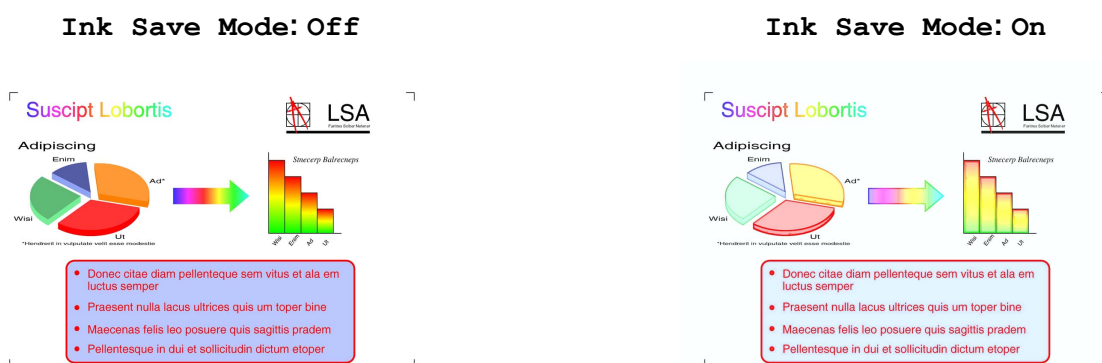 Ink Save Mode: Off
Suscipt Lobortis
LSA
Adipiscing
Enim
Ad*
Wisi
Ut
*Hendrerit in vulputate velit esse modestie
Smecerp Balrecneps
Wisi
Enim
Ad
Ut
• Donec citae diam pellenteque sem vitus et ala em
luctus semper
• Praesent nulla lacus ultrices quis um toper bine
• Maecenas felis leo posuere quis sagittis pradem
• Pellentesque in dui et sollicitudin dictum etoper
Ink Save Mode: On
Suscipt Lobortis
LSA
Adipiscing
Enim
Ad*
Wisi
Ut
*Hendrerit in vulputate velit esse modestie
Smecerp Balrecneps
Wisi
Enim
Ad
Ut
• Donec citae diam pellenteque sem vitus et ala em
luctus semper
• Praesent nulla lacus ultrices quis um toper bine
• Maecenas felis leo posuere quis sagittis pradem
• Pellentesque in dui et sollicitudin dictum etoper